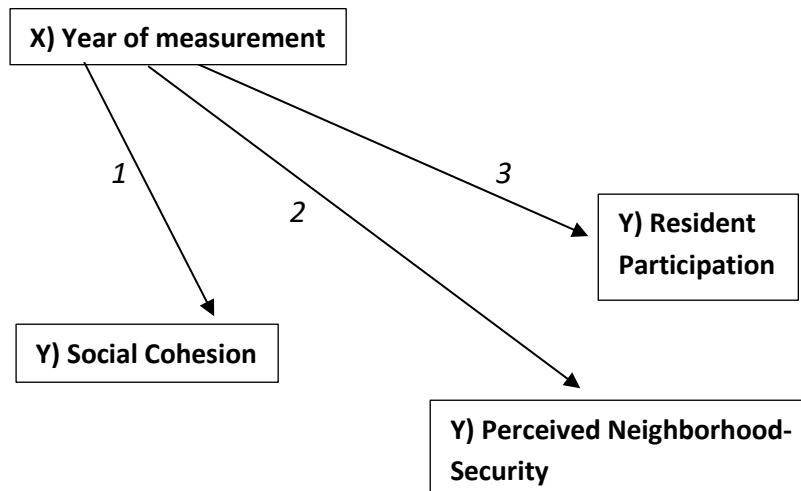 X) Year of measurement
1
2
3
Y) Resident
Participation
Y) Social Cohesion
Y) Perceived Neighborhood-
Security